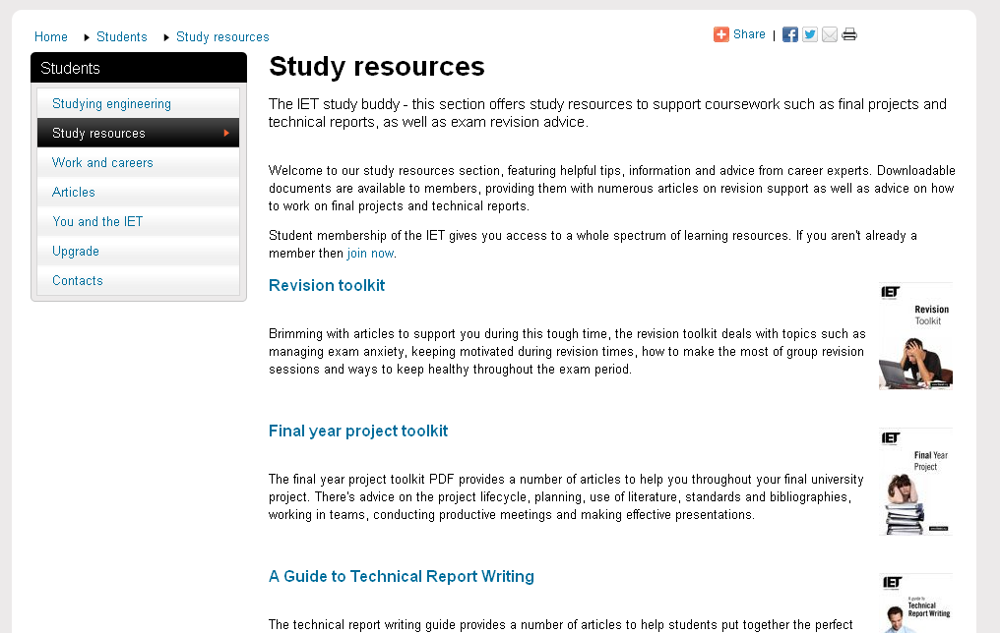 Home Students Study resources
Share |
Students
Studying engineering
Study resources
Work and careers
Articles
You and the IET
Upgrade
Contacts
Study resources
The IET study buddy - this section offers study resources to support coursework such as final projects and
technical reports, as well as exam revision advice.
Welcome to our study resources section, featuring helpful tips, information and advice from career experts. Downloadable
documents are available to members, providing them with numerous articles on revision support as well as advice on how
to work on final projects and technical reports.
Student membership of the IET gives you access to a whole spectrum of learning resources. If you aren't already a
member then join now.
Revision toolkit
Brimming with articles to support you during this tough time, the revision toolkit deals with topics such as
managing exam anxiety, keeping motivated during revision times, how to make the most of group revision
sessions and ways to keep healthy throughout the exam period.
IET
Revision
Toolkit
Final year project toolkit
The final year project toolkit PDF provides a number of articles to help you throughout your final university
project. There's advice on the project lifecycle, planning, use of literature, standards and bibliographies,
working in teams, conducting productive meetings and making effective presentations.
IET
Final Year
Project
A Guide to Technical Report Writing
The technical report writing guide provides a number of articles to help students put together the perfect
IET
A guide to
Technical
Report Writing